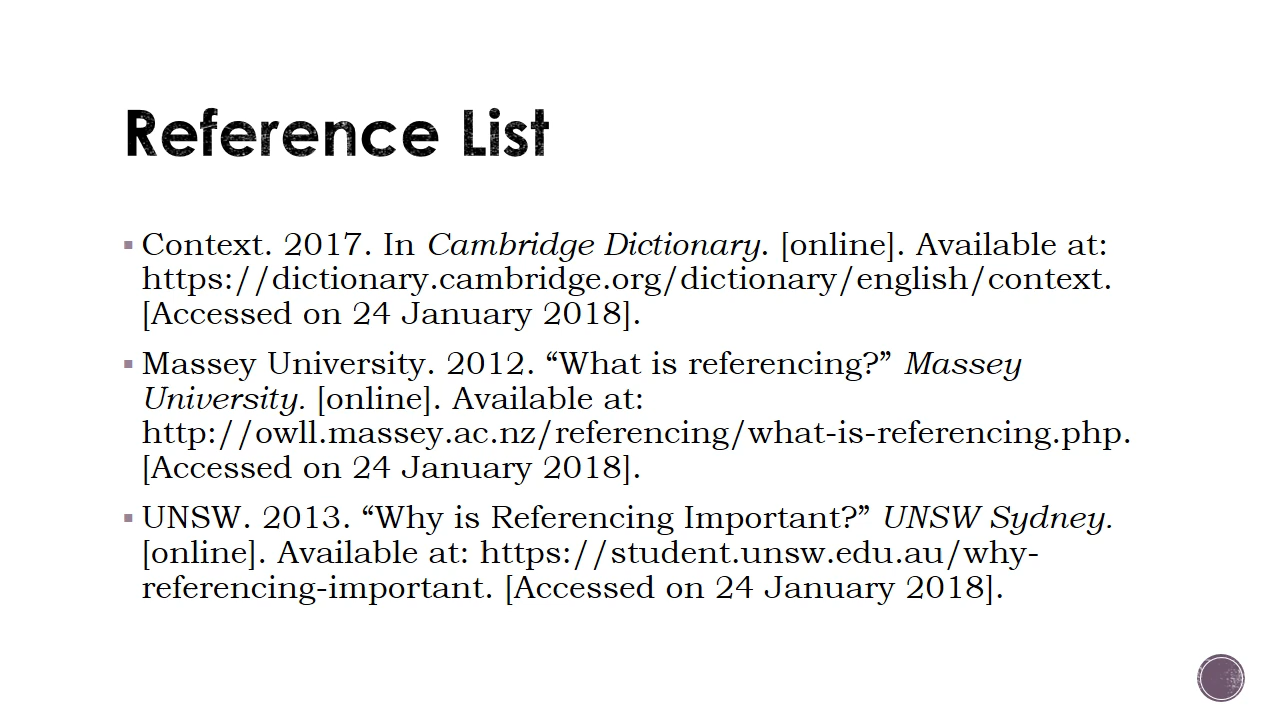 Reference List
▪ Context. 2017. In Cambridge Dictionary. [online]. Available at:
https://dictionary.cambridge.org/dictionary/english/context.
[Accessed on 24 January 2018].
▪ Massey University. 2012. “What is referencing?” Massey
University. [online]. Available at:
http://owll.massey.ac.nz/referencing/what-is-referencing.php.
[Accessed on 24 January 2018].
▪ UNSW. 2013. “Why is Referencing Important?” UNSW Sydney.
[online]. Available at: https://student.unsw.edu.au/why-
referencing-important. [Accessed on 24 January 2018].